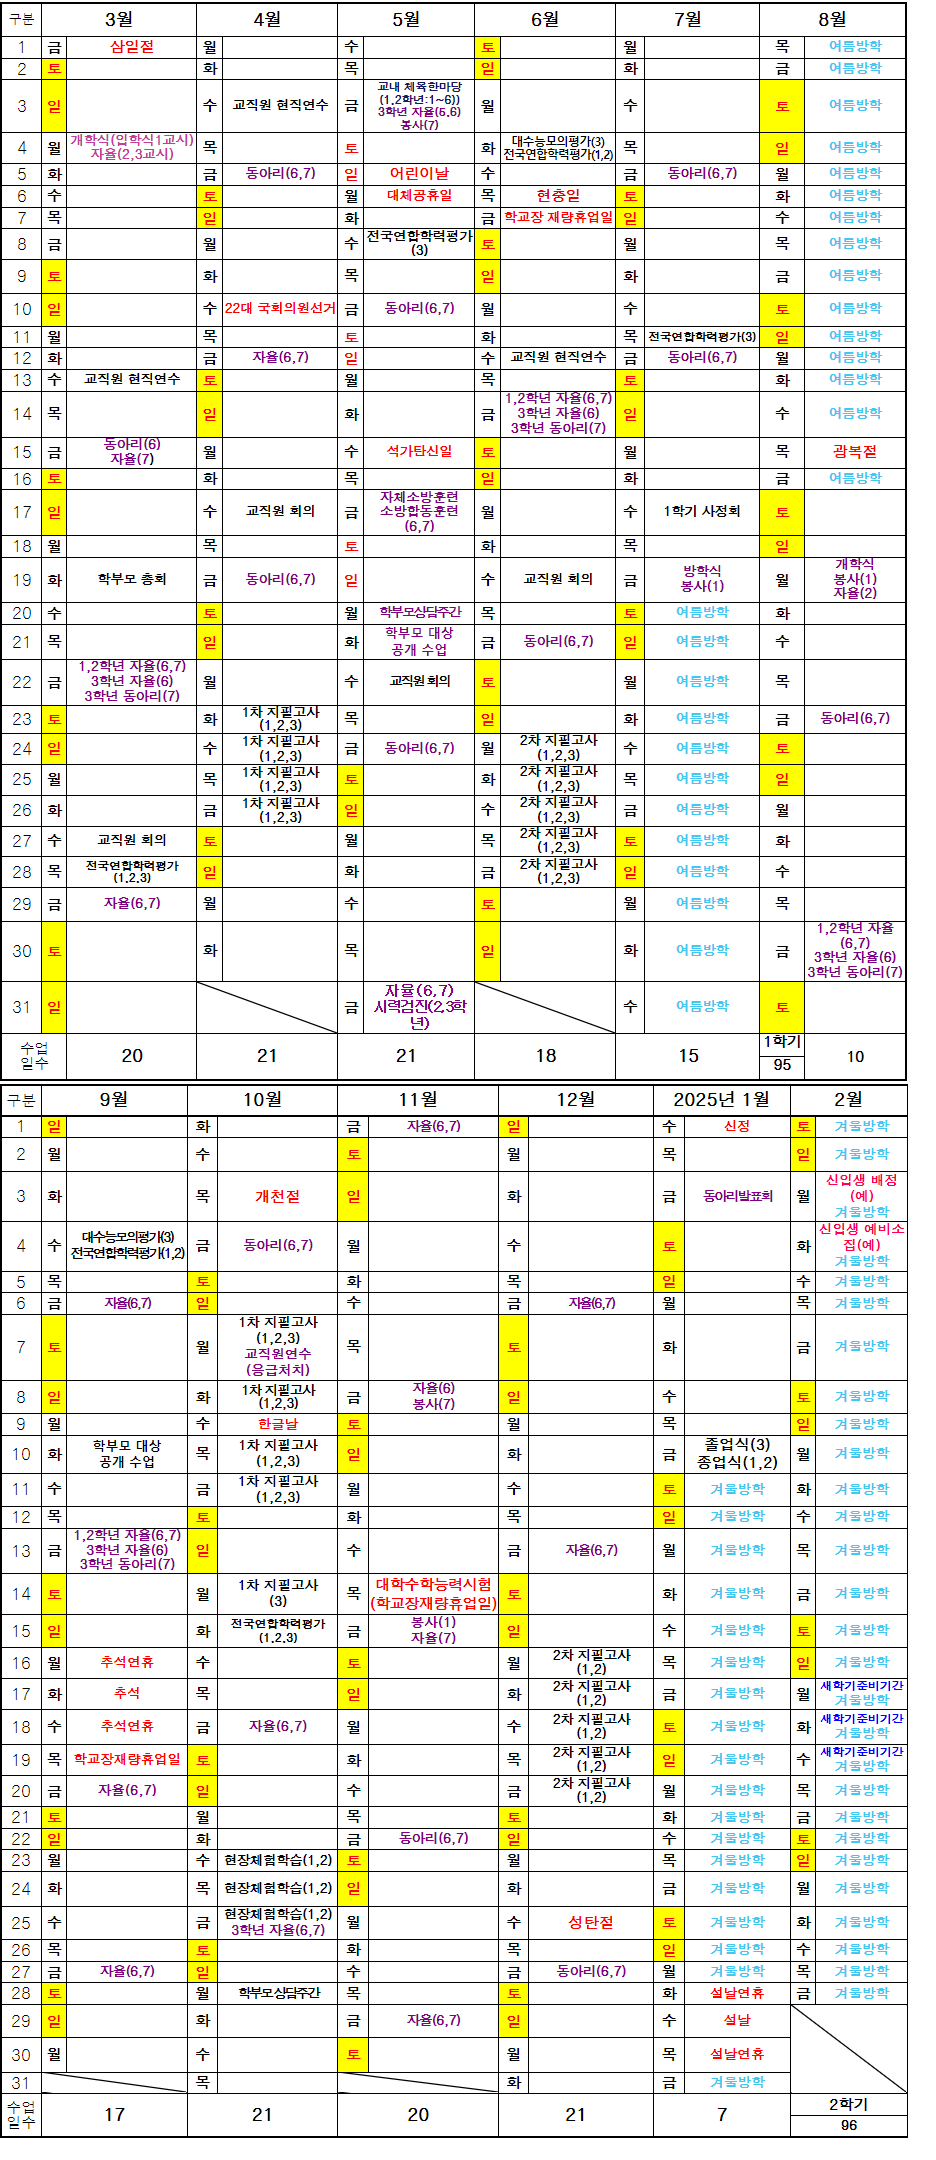 구분 3월 4월 5월 6월 7월 8월
1 금 삼일절 월 수 토 월 목 여름방학
2 토 화 목 일 화 금 여름방학
3 일 수 교직원 현직연수 금 교내 체육한마당 (1,2학년:1~6)) 3학년 자율(5,6) 봉사(7) 월 수 토 여름방학
4 월 개학식(입학식1교시) 자율(2,3교시) 목 토 화 대수능모의평가(3) 전국연합학력평가(1,2) 목 일 여름방학
5 화 금 동아리(6,7) 일 어린이날 수 금 동아리(6,7) 월 여름방학
6 수 토 월 대체공휴일 목 현충일 토 화 여름방학
7 목 일 화 금 학교장 재량휴업일 일 수 여름방학
8 금 월 수 전국연합학력평가 (3) 토 월 목 여름방학
9 토 화 목 일 화 금 여름방학
10 일 수 22대 국회의원선거 금 동아리(6,7) 월 수 토 여름방학
11 월 목 토 화 목 전국연합학력평가(3) 일 여름방학
12 화 금 자율(6,7) 일 수 교직원 현직연수 금 동아리(6,7) 월 여름방학
13 수 교직원 현직연수 토 월 목 토 화 여름방학
14 목 일 화 금 1,2학년 자율(6,7) 3학년 자율(6) 3학년 동아리(7) 일 수 여름방학
15 금 동아리(6) 자율(7) 월 수 석가탄신일 토 월 목 광복절
16 토 화 목 일 화 금 여름방학
17 일 수 교직원 회의 금 자체소방훈련 소방합동훈련 (6,7) 월 수 1학기 사정회 토
18 월 목 토 화 목 일
19 화 학부모 총회 금 동아리(6,7) 일 수 교직원 회의 금 방학식 봉사(1) 월 개학식 봉사(1) 자율(2)
20 수 토 월 학부모상담주간 목 토 여름방학 화
21 목 일 화 학부모 대상 공개 수업 금 동아리(6,7) 일 여름방학 수
22 금 1,2학년 자율(6,7) 3학년 자율(6) 3학년 동아리(7) 월 수 교직원 회의 토 월 여름방학 목
23 토 화 1차 지필고사 (1,2,3) 목 일 화 여름방학 금 동아리(6,7)
24 일 수 1차 지필고사 (1,2,3) 금 동아리(6,7) 월 2차 지필고사 (1,2,3) 수 여름방학 토
25 월 목 1차 지필고사 (1,2,3) 토 화 2차 지필고사 (1,2,3) 목 여름방학 일
26 화 금 1차 지필고사 (1,2,3) 일 수 2차 지필고사 (1,2,3) 금 여름방학 월
27 수 교직원 회의 토 월 목 2차 지필고사 (1,2,3) 토 여름방학 화
28 목 전국연합학력평가 (1,2,3) 일 화 금 2차 지필고사 (1,2,3) 일 여름방학 수
29 금 자율(6,7) 월 수 토 월 여름방학 목
30 토 화 목 일 화 여름방학 금 1,2학년 자율 (6,7) 3학년 자율(6) 3학년 동아리(7)
31 일 금 자율(6,7) 시력검진(2,3학년) 수 여름방학 토
수업 일수 20 21 21 18 15 1학기 95 10
구분 9월 10월 11월 12월 2025년 1월 2월
1 일 화 금 자율(6,7) 일 수 신정 토 겨울방학
2 월 수 토 월 목 일 겨울방학
3 화 목 개천절 일 화 금 동아리발표회 월 신입생 배정 (예) 겨울방학
4 수 대수능모의평가(3) 전국연합학력평가(1,2) 금 동아리(6,7) 월 수 토 화 신입생 예비소집(예) 겨울방학
5 목 토 화 목 일 수 겨울방학
6 금 자율(6,7) 일 수 금 자율(6,7) 월 목 겨울방학
7 토 월 1차 지필고사 (1,2,3) 교직원연수 (응급처치) 목 토 화 금 겨울방학
8 일 화 1차 지필고사 (1,2,3) 금 자율(6) 봉사(7) 일 수 토 겨울방학
9 월 수 한글날 토 월 목 일 겨울방학
10 화 학부모 대상 공개 수업 목 1차 지필고사 (1,2,3) 일 화 금 졸업식(3) 종업식(1,2) 월 겨울방학
11 수 금 1차 지필고사 (1,2,3) 월 수 토 겨울방학 화 겨울방학
12 목 토 화 목 일 겨울방학 수 겨울방학
13 금 1,2학년 자율(6,7) 3학년 자율(6) 3학년 동아리(7) 일 수 금 자율(6,7) 월 겨울방학 목 겨울방학
14 토 월 1차 지필고사 (3) 목 대학수학능력시험 (학교장재량휴업일) 토 화 겨울방학 금 겨울방학
15 일 화 전국연합학력평가 (1,2,3) 금 봉사(1) 자율(7) 일 수 겨울방학 토 겨울방학
16 월 추석연휴 수 토 월 2차 지필고사 (1,2) 목 겨울방학 일 겨울방학
17 화 추석 목 일 화 2차 지필고사 (1,2) 금 겨울방학 월 새학기준비기간 겨울방학
18 수 추석연휴 금 자율(6,7) 월 수 2차 지필고사 (1,2) 토 겨울방학 화 새학기준비기간 겨울방학
19 목 학교장재량휴업일 토 화 목 2차 지필고사 (1,2) 일 겨울방학 수 새학기준비기간 겨울방학
20 금 자율(6,7) 일 수 금 2차 지필고사 (1,2) 월 겨울방학 목 겨울방학
21 토 월 목 토 화 겨울방학 금 겨울방학
22 일 화 금 동아리(6,7) 일 수 겨울방학 토 겨울방학
23 월 수 현장체험학습(1,2) 토 월 목 겨울방학 일 겨울방학
24 화 목 현장체험학습(1,2) 일 화 금 겨울방학 월 겨울방학
25 수 금 현장체험학습(1,2) 3학년 자율(6,7) 월 수 성탄절 토 겨울방학 화 겨울방학
26 목 토 화 목 일 겨울방학 수 겨울방학
27 금 자율(6,7) 일 수 금 동아리(6,7) 월 겨울방학 목 겨울방학
28 토 월 학부모상담주간 목 토 화 설날연휴 금 겨울방학
29 일 화 금 자율(6,7) 일 수 설날
30 월 수 토 월 목 설날연휴
31 목 화 금 겨울방학
수업 일수 17 21 20 21 7 2학기 96